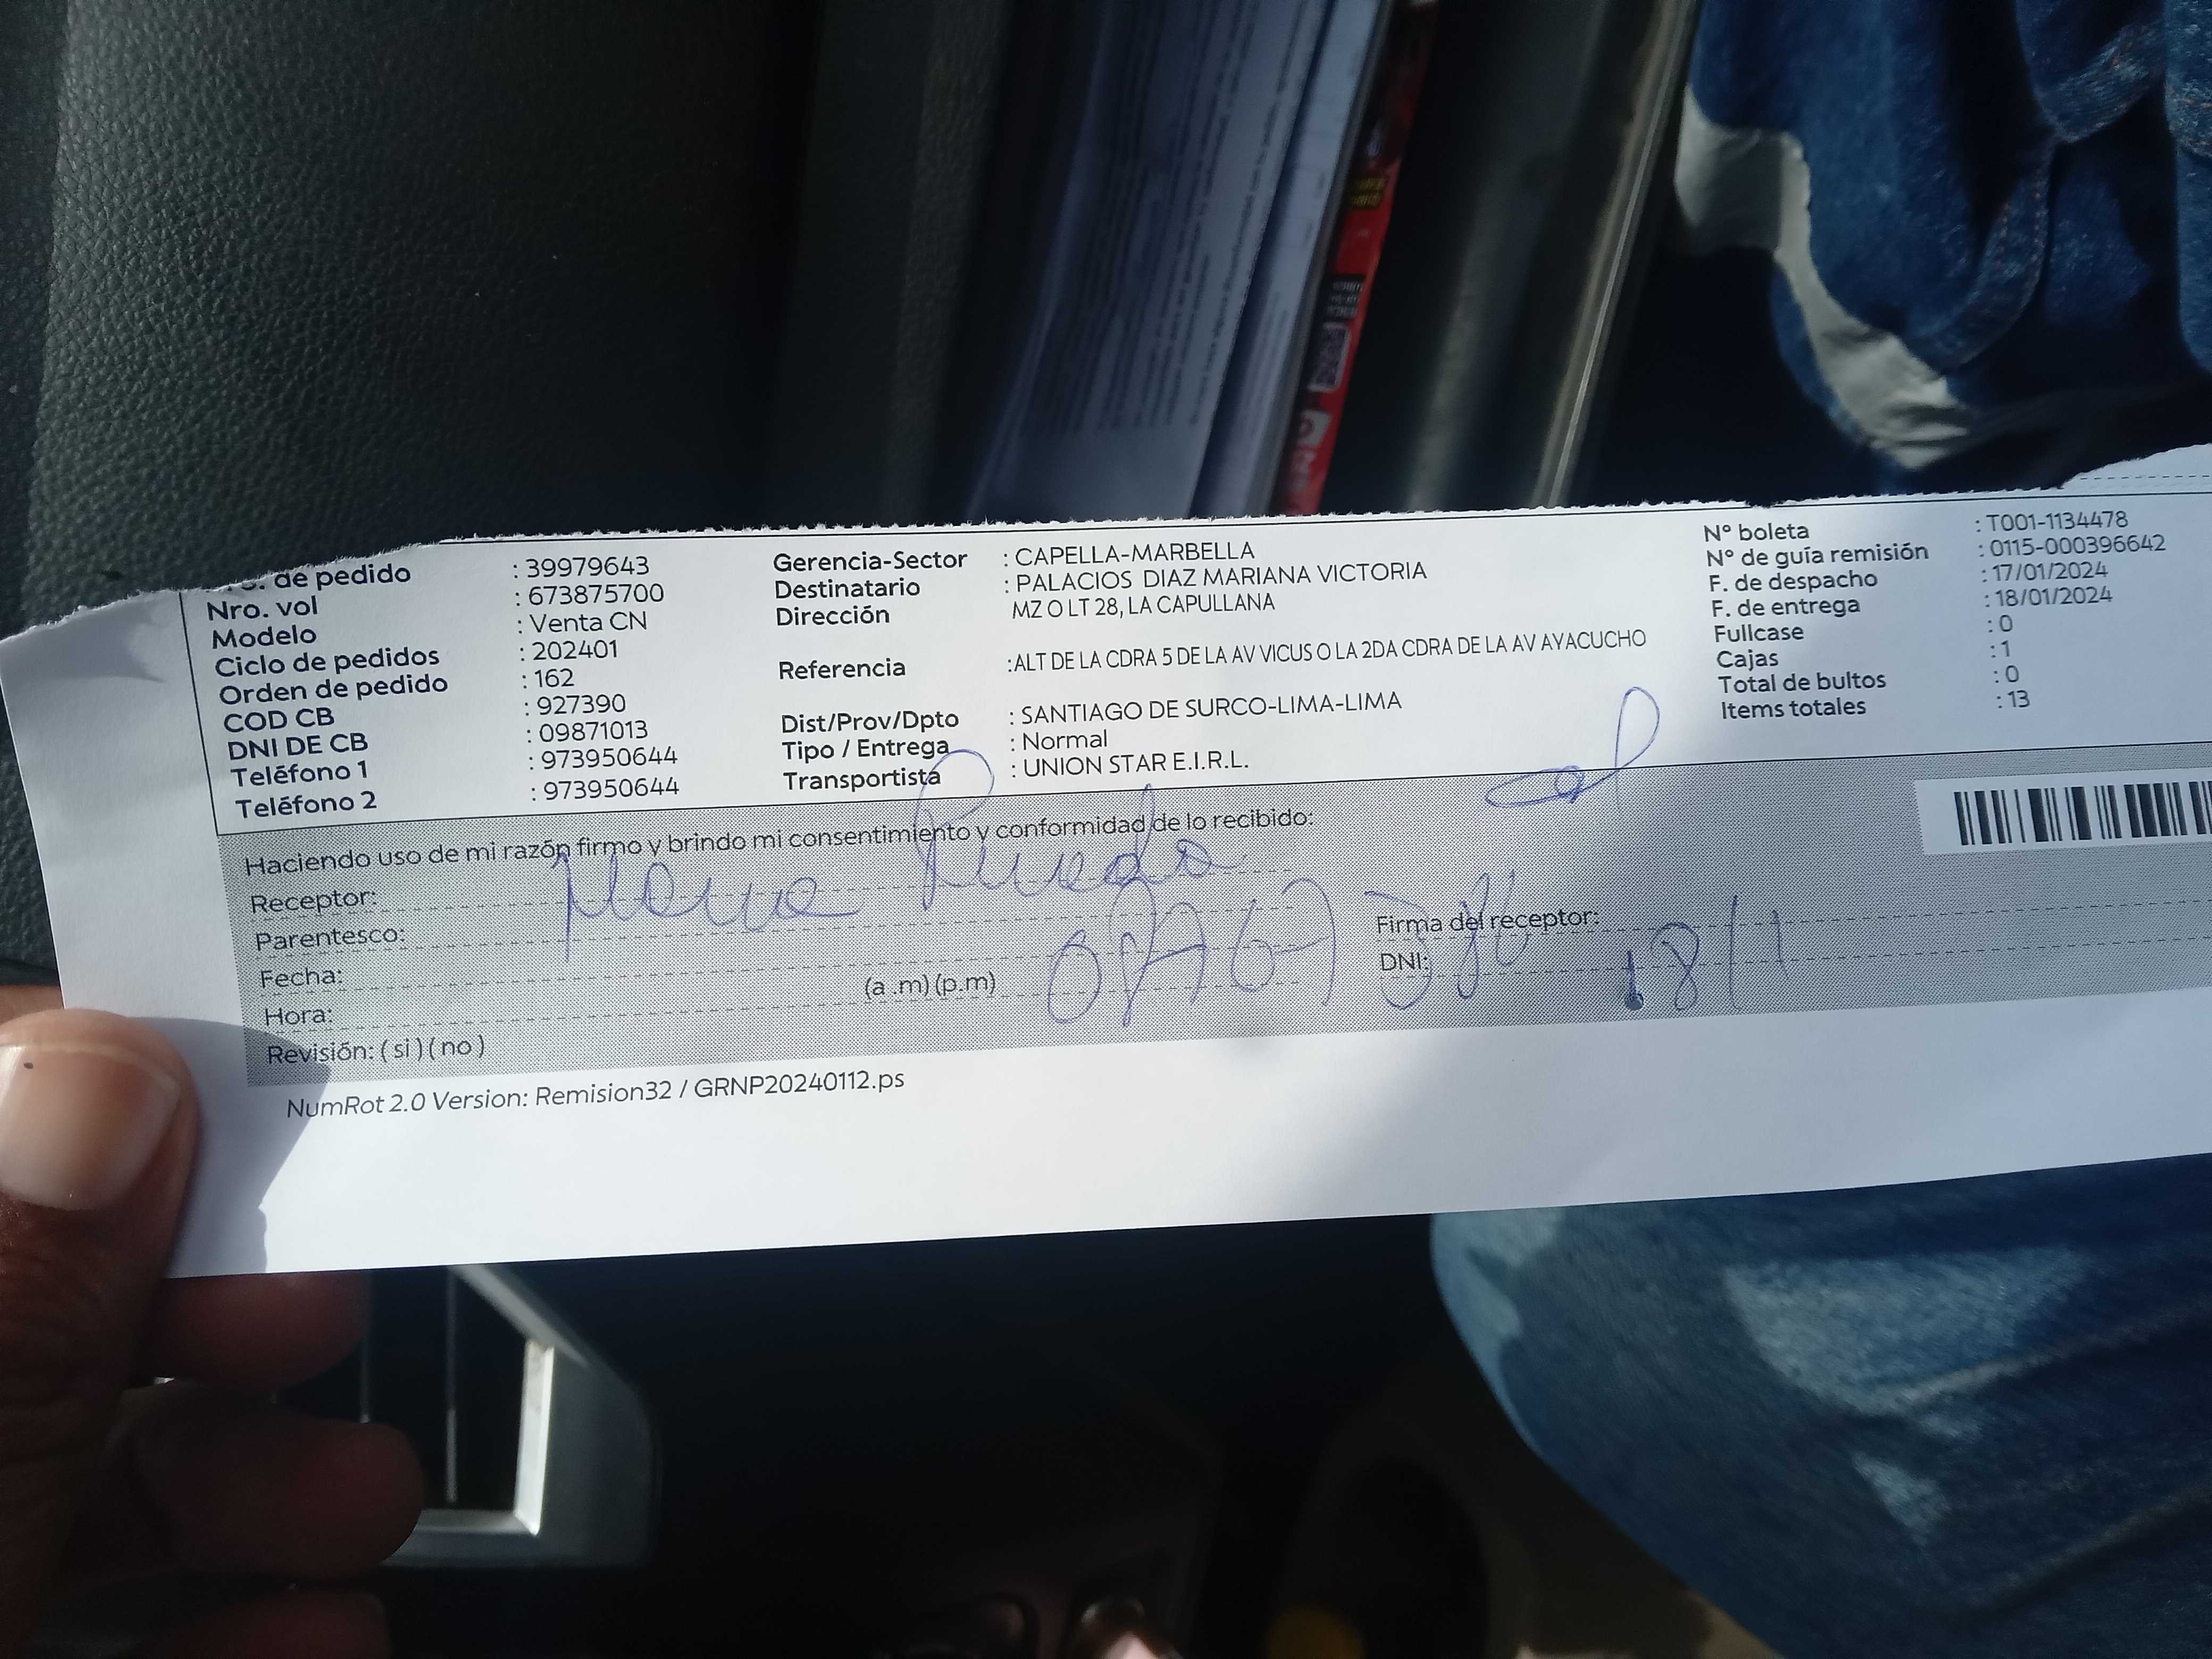 de pedido : 39979643
Nro. vol : 673875700
Modelo : Venta CN
Ciclo de pedidos : 202401
Orden de pedido : 162
COD CB : 927390
DNI DE CB : 09871013
Teléfono 1 : 973950644
Teléfono 2 : 973950644
Gerencia-Sector : CAPELLA-MARBELLA
Destinatario : PALACIOS DIAZ MARIANA VICTORIA
Dirección MZ O LT 28, LA CAPULLANA
Referencia :ALT DE LA CDRA 5 DE LA AV VICUS O LA 2DA CDRA DE LA AV AYACUCHO
Dist/Prov/Dpto : SANTIAGO DE SURCO-LIMA-LIMA
Tipo / Entrega : Normal
Transportista : UNION STAR E.I.R.L.
N° boleta : T001-1134478
N° de guía remisión : 0115-000396642
F. de despacho : 17/01/2024
F. de entrega : 18/01/2024
Fullcase : 0
Cajas : 1
Total de bultos : 0
Items totales : 13
Haciendo uso de mi razón firmo y brindo mi consentimiento y conformidad de lo recibido:
Receptor:
Parentesco:
Fecha:
Hora: (a .m) (p.m)
Revisión: ( si ) ( no )
Firma del receptor:
DNI:
18/1
NumRot 2.0 Version: Remision32 / GRNP20240112.ps